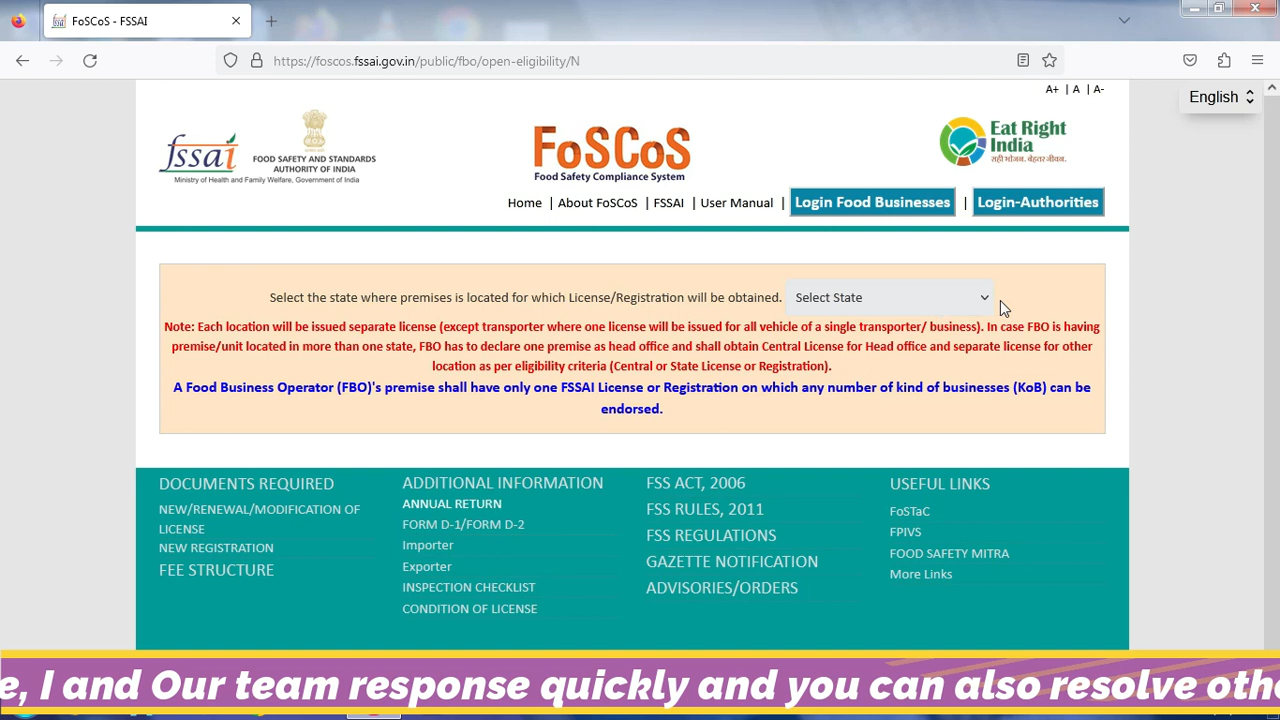 FoSCoS - FSSAI
https://foscos.fssai.gov.in/public/fbo/open-eligibility/N
A+ | A | A-
English
fssai
FOOD SAFETY AND STANDARDS
AUTHORITY OF INDIA
Ministry of Health and Family Welfare, Government of India
FoSCoS
Food Safety Compliance System
Eat Right
India
सही भोजन. बेहतर जीवन.
Home | About FoSCoS | FSSAI | User Manual | Login Food Businesses | Login-Authorities
Select the state where premises is located for which License/Registration will be obtained. Select State
Note: Each location will be issued separate license (except transporter where one license will be issued for all vehicle of a single transporter/ business). In case FBO is having
premise/unit located in more than one state, FBO has to declare one premise as head office and shall obtain Central License for Head office and separate license for other
location as per eligibility criteria (Central or State License or Registration).
A Food Business Operator (FBO)'s premise shall have only one FSSAI License or Registration on which any number of kind of businesses (KoB) can be
endorsed.
DOCUMENTS REQUIRED
NEW/RENEWAL/MODIFICATION OF
LICENSE
NEW REGISTRATION
FEE STRUCTURE
ADDITIONAL INFORMATION
ANNUAL RETURN
FORM D-1/FORM D-2
Importer
Exporter
INSPECTION CHECKLIST
CONDITION OF LICENSE
FSS ACT, 2006
FSS RULES, 2011
FSS REGULATIONS
GAZETTE NOTIFICATION
ADVISORIES/ORDERS
USEFUL LINKS
FoSTaC
FPIVS
FOOD SAFETY MITRA
More Links
e, I and Our team response quickly and you can also resolve oth